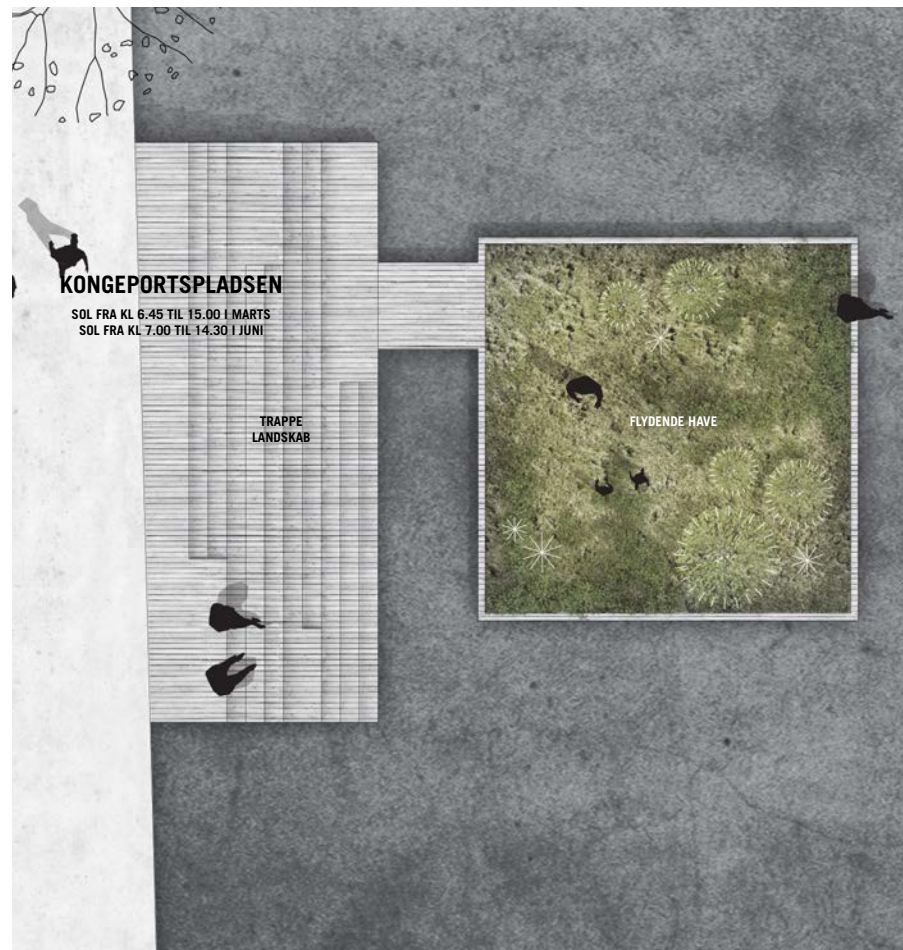 KONGEPORTSPLADSEN
SOL FRA KL 6.45 TIL 15.00 I MARTS
SOL FRA KL 7.00 TIL 14.30 I JUNI
TRAPPE
LANDSKAB
FLYDENDE HAVE